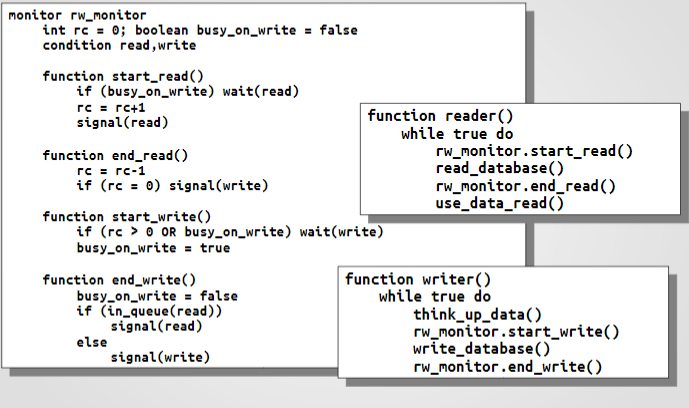 monitor rw_monitor
int rc = 0; boolean busy_on_write = false
condition read,write
function start_read()
if (busy_on_write) wait(read)
rc = rc+1
signal(read)
function end_read()
rc = rc-1
if (rc = 0) signal(write)
function start_write()
if (rc > 0 OR busy_on_write) wait(write)
busy_on_write = true
function end_write()
busy_on_write = false
if (in_queue(read))
signal(read)
else
signal(write)
function reader()
while true do
rw_monitor.start_read()
read_database()
rw_monitor.end_read()
use_data_read()
function writer()
while true do
think_up_data()
rw_monitor.start_write()
write_database()
rw_monitor.end_write()